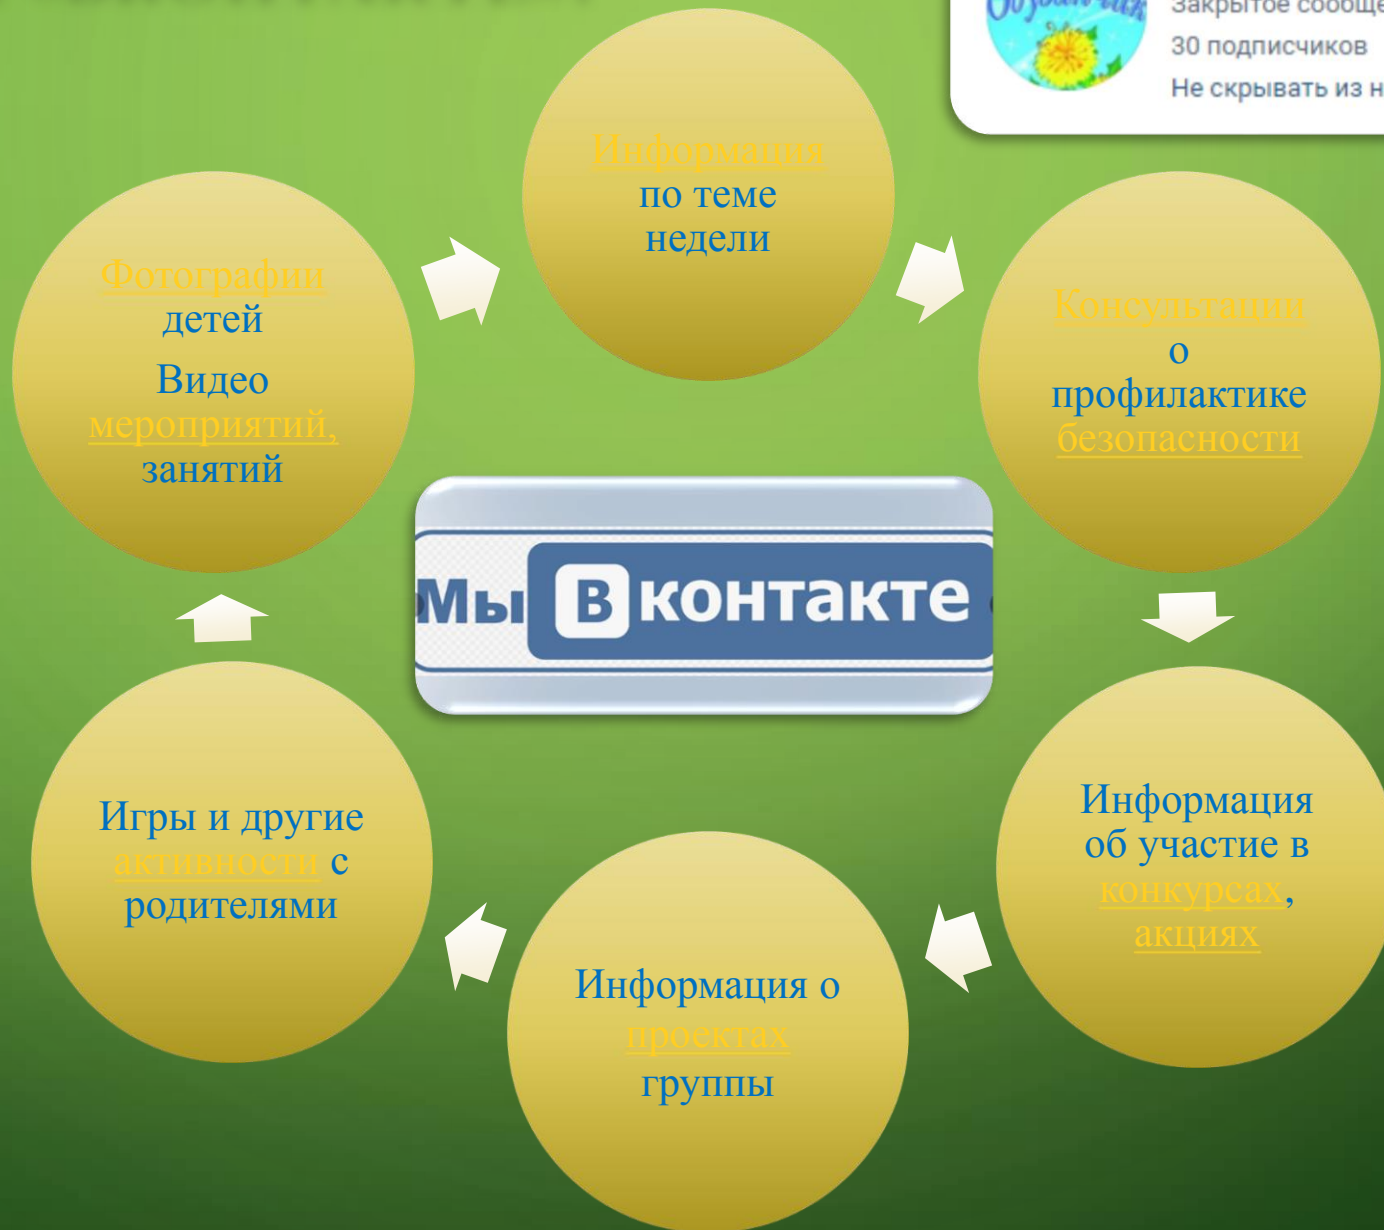 Закрытое
30 подписчиков
Не скрывать из
Информация
по теме
недели
Фотографии
детей
Видео
мероприятий,
занятий
Консультации
о
профилактике
безопасности
Мы В контакте
Игры и другие
активности с
родителями
Информация
об участие в
конкурсах,
акциях
Информация о
проектах
группы